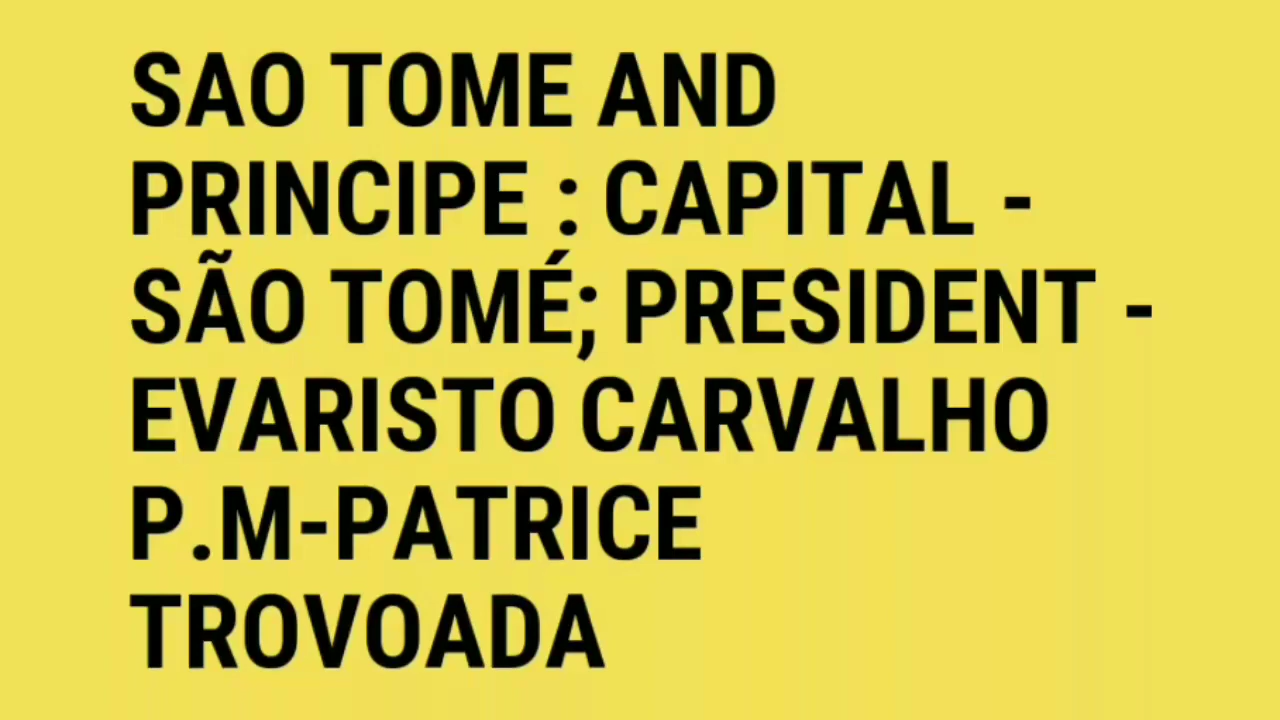 SAO TOME AND
PRINCIPE : CAPITAL -
SÃO TOMÉ; PRESIDENT -
EVARISTO CARVALHO
P.M-PATRICE
TROVOADA